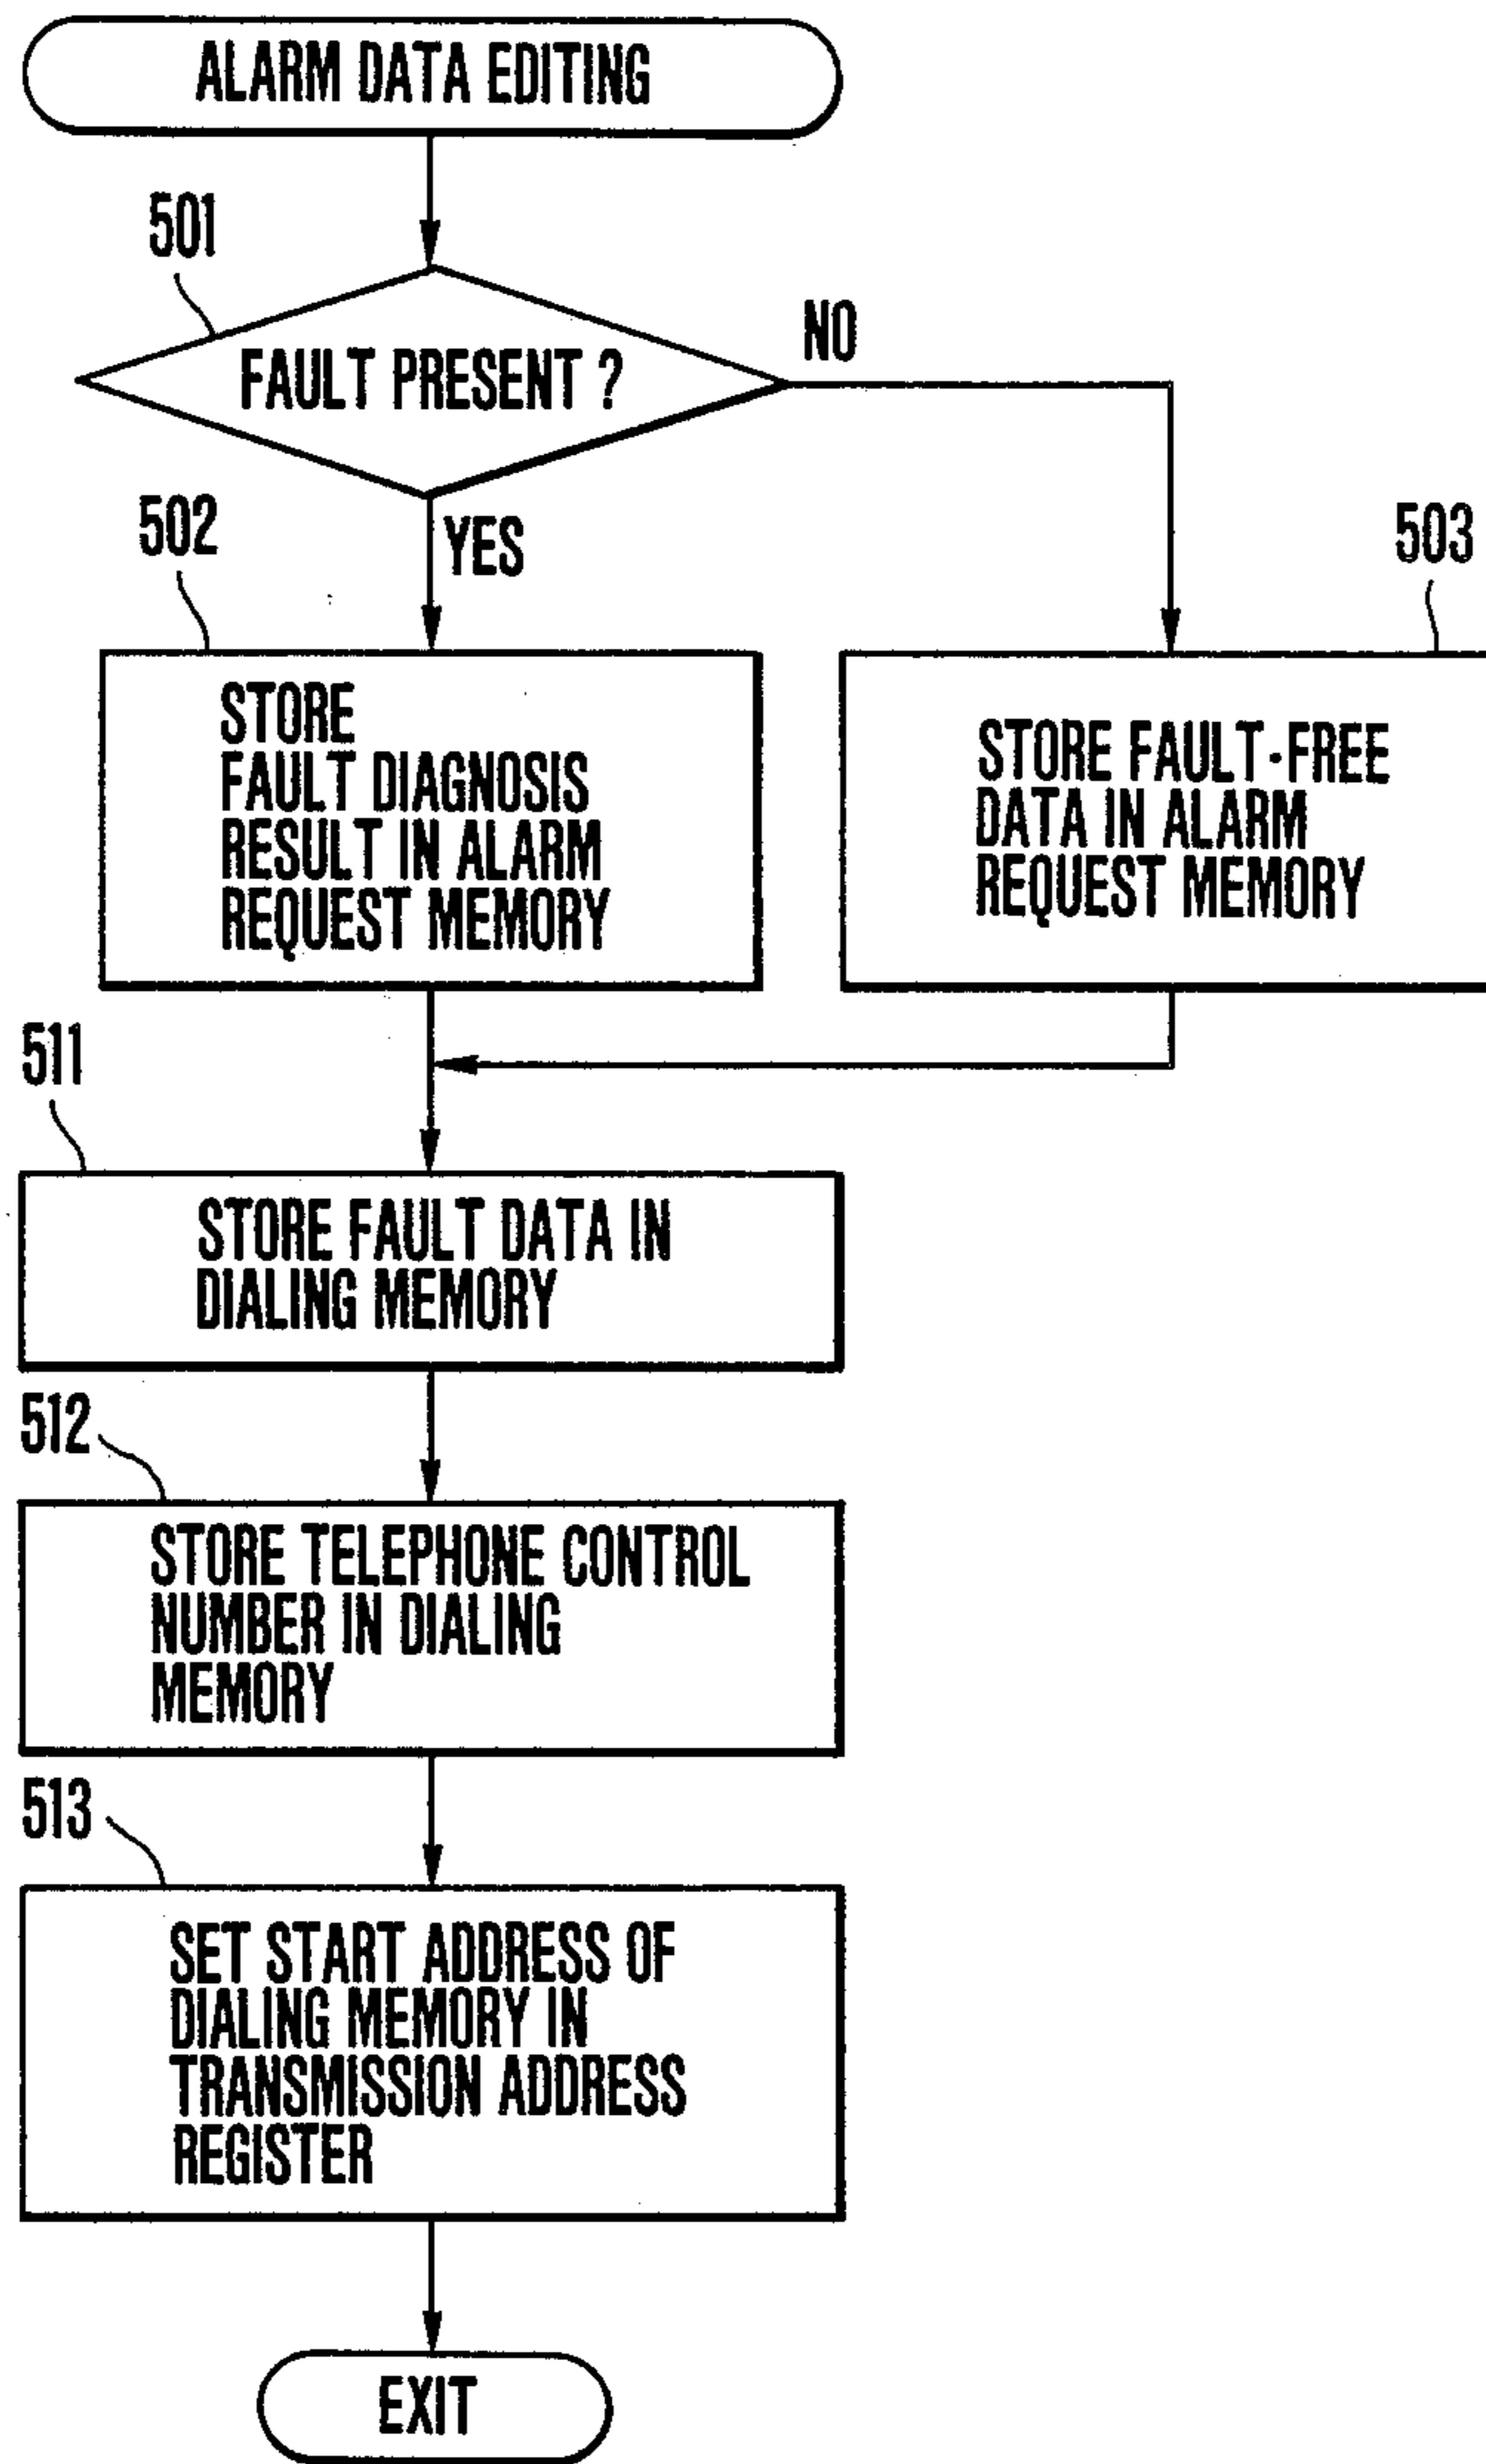 ALARM DATA EDITING
501
FAULT PRESENT ?
NO
YES
502
STORE
FAULT DIAGNOSIS
RESULT IN ALARM
REQUEST MEMORY
503
STORE FAULT-FREE
DATA IN ALARM
REQUEST MEMORY
511
STORE FAULT DATA IN
DIALING MEMORY
512
STORE TELEPHONE CONTROL
NUMBER IN DIALING
MEMORY
513
SET START ADDRESS OF
DIALING MEMORY IN
TRANSMISSION ADDRESS
REGISTER
EXIT